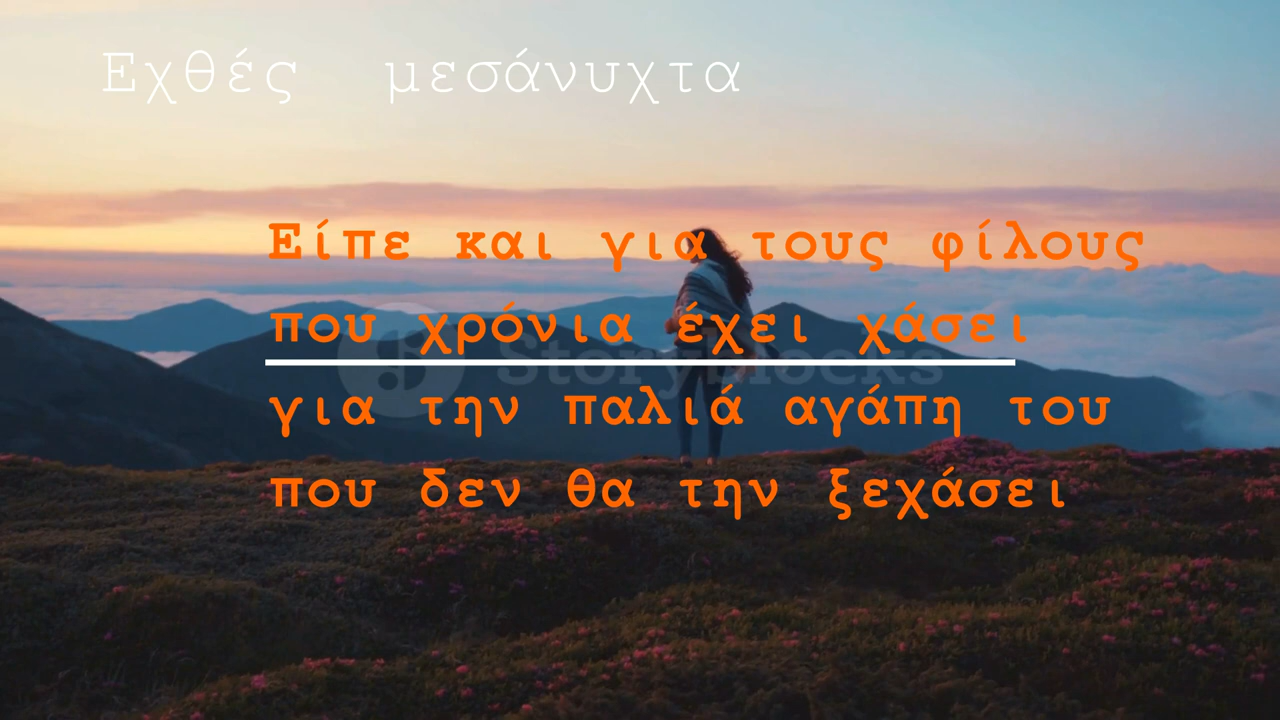 Εχθές μεσάνυχτα
Είπε και για τους φίλους
που χρόνια έχει χάσει
Storyblocks
για την παλιά αγάπη του
που δεν θα την ξεχάσει